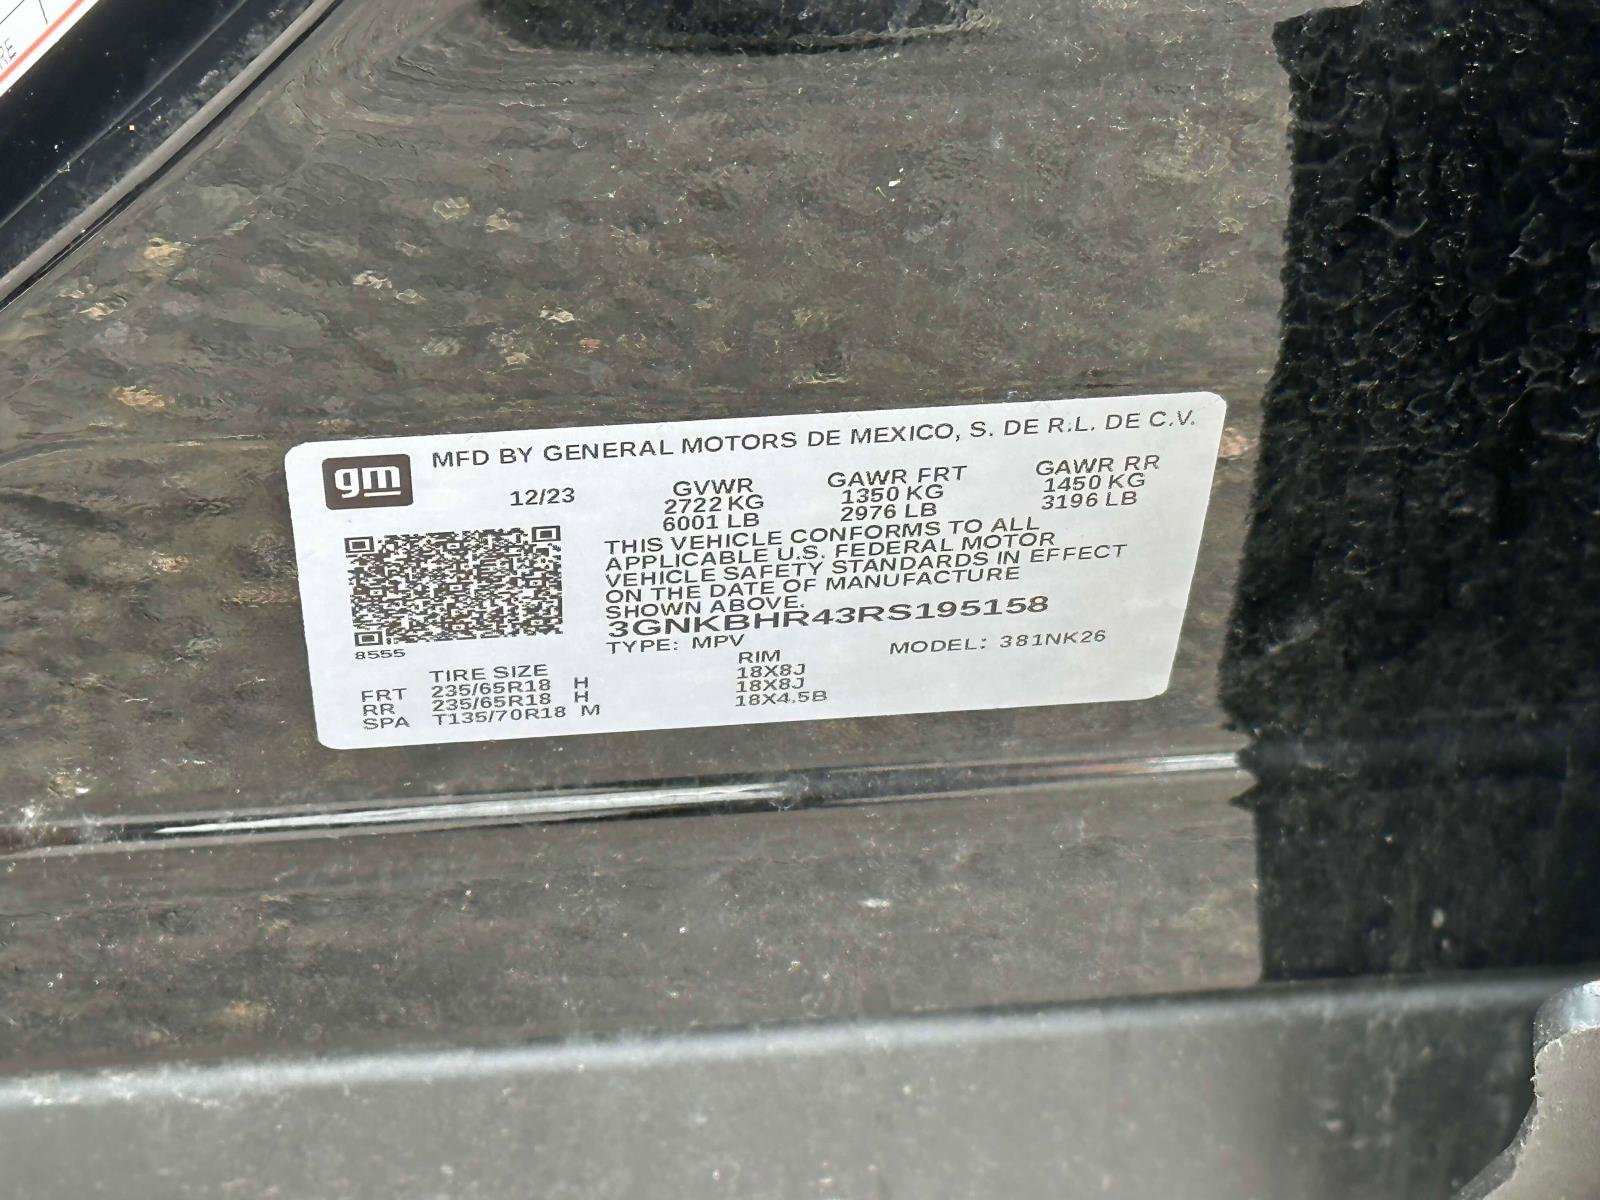 RE
gm
MFD BY GENERAL MOTORS DE MEXICO, S. DE R.L. DE C.V.
12/23 GVWR GAWR FRT GAWR RR
2722 KG 1350 KG 1450 KG
6001 LB 2976 LB 3196 LB
THIS VEHICLE CONFORMS TO ALL
APPLICABLE U.S. FEDERAL MOTOR
VEHICLE SAFETY STANDARDS IN EFFECT
ON THE DATE OF MANUFACTURE
SHOWN ABOVE.
3GNKBHR43RS195158
TYPE: MPV MODEL: 381NK26
8555
TIRE SIZE RIM
FRT 235/65R18 H 18X8J
RR 235/65R18 H 18X8J
SPA T135/70R18 M 18X4.5B